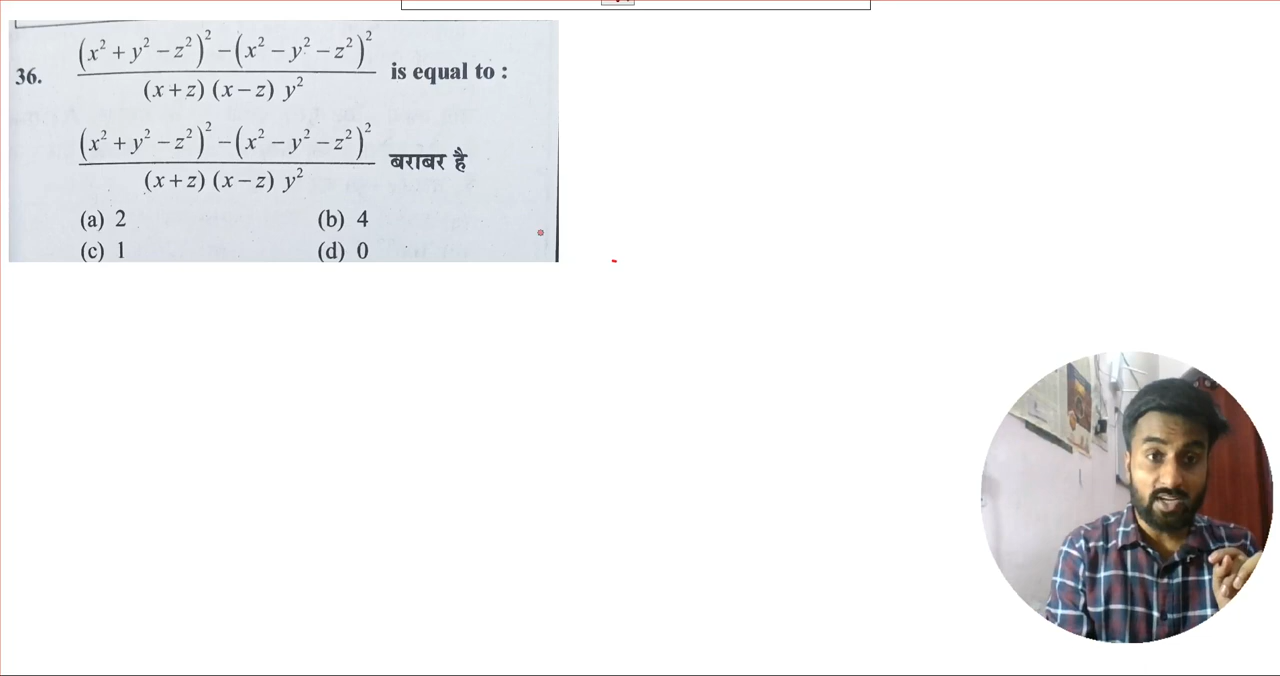 36. (x² + y² − z²)² − (x² − y² − z²)² / (x + z) (x − z) y² is equal to :
(x² + y² − z²)² − (x² − y² − z²)² / (x + z) (x − z) y² बराबर है
(a) 2 (b) 4
(c) 1 (d) 0